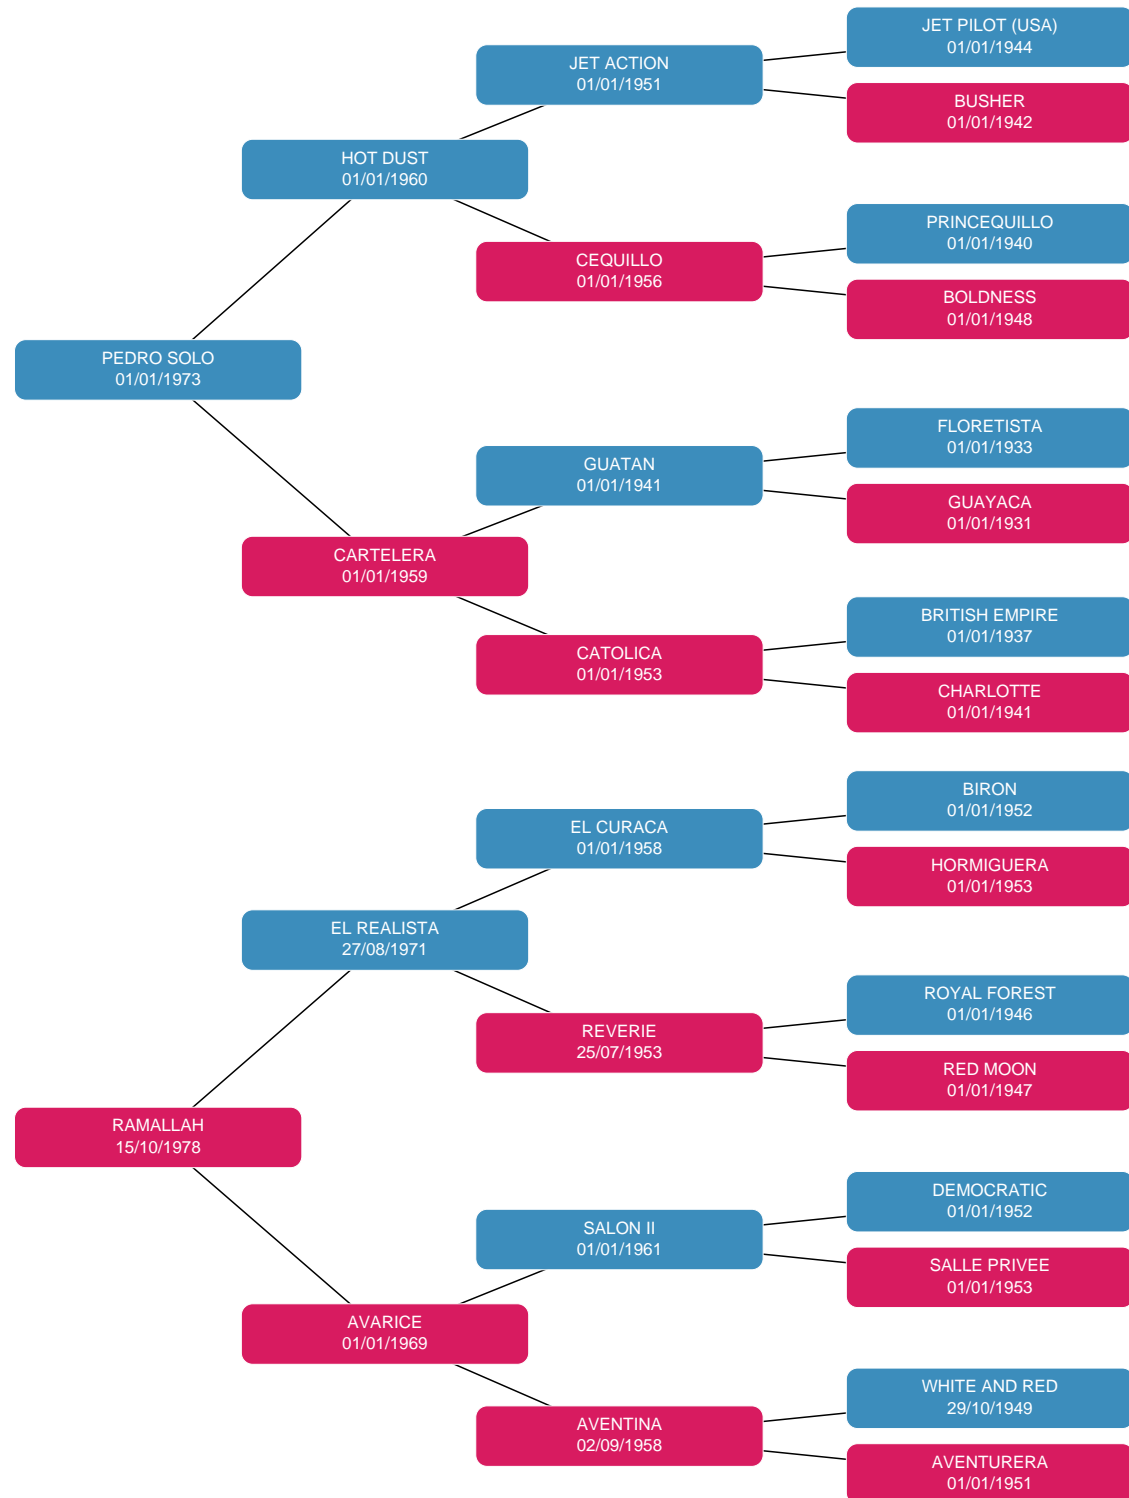 JET PILOT (USA)
01/01/1944
JET ACTION
01/01/1951
BUSHER
01/01/1942
HOT DUST
01/01/1960
PRINCEQUILLO
01/01/1940
CEQUILLO
01/01/1956
BOLDNESS
01/01/1948
PEDRO SOLO
01/01/1973
FLORETISTA
01/01/1933
GUATAN
01/01/1941
GUAYACA
01/01/1931
CARTELERA
01/01/1959
BRITISH EMPIRE
01/01/1937
CATOLICA
01/01/1953
CHARLOTTE
01/01/1941
BIRON
01/01/1952
EL CURACA
01/01/1958
HORMIGUERA
01/01/1953
EL REALISTA
27/08/1971
ROYAL FOREST
01/01/1946
REVERIE
25/07/1953
RED MOON
01/01/1947
RAMALLAH
15/10/1978
DEMOCRATIC
01/01/1952
SALON II
01/01/1961
SALLE PRIVEE
01/01/1953
AVARICE
01/01/1969
WHITE AND RED
29/10/1949
AVENTINA
02/09/1958
AVENTURERA
01/01/1951